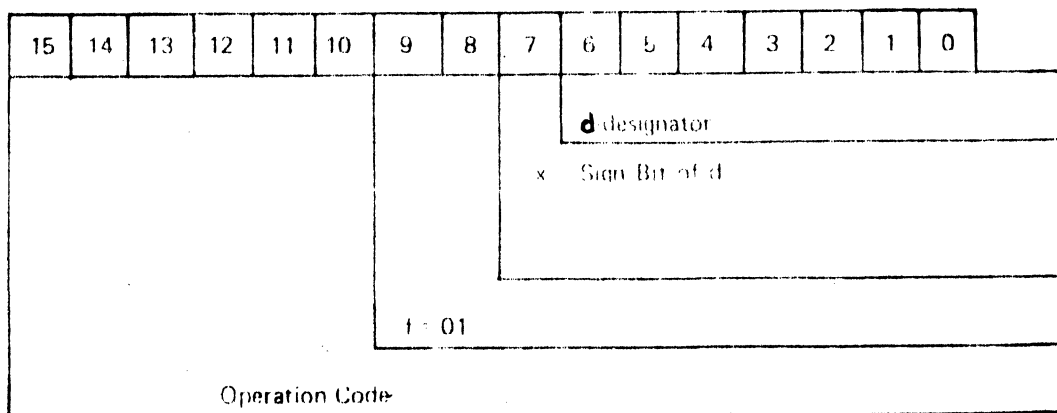 15 14 13 12 11 10 9 8 7 6 5 4 3 2 1 0
d designator
x Sign Bit of d
f = 01
Operation Code